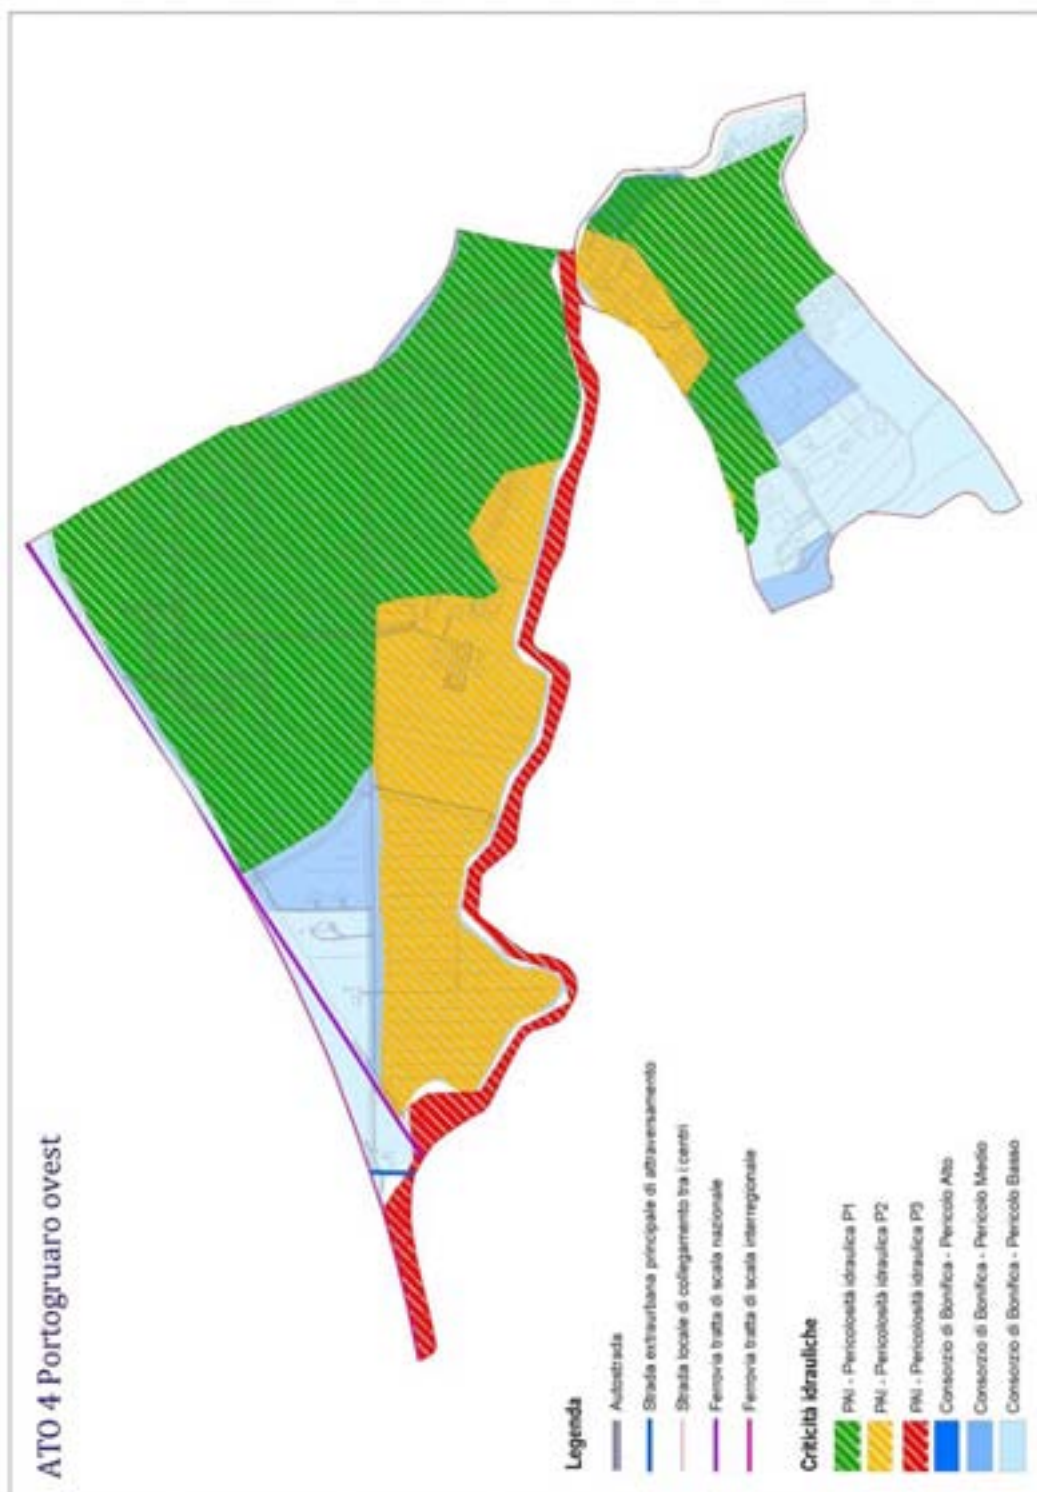 ATO 4 Portogruaro ovest
Legenda
Autostrada
Strada extraurbana principale di attraversamento
Strada locale di collegamento tra i centri
Ferrovia tratta di scala nazionale
Ferrovia tratta di scala interregionale
Criticità idrauliche
PAI - Pericolosità idraulica P1
PAI - Pericolosità idraulica P2
PAI - Pericolosità idraulica P3
Consorzio di Bonifica - Pericolo Alto
Consorzio di Bonifica - Pericolo Medio
Consorzio di Bonifica - Pericolo Basso